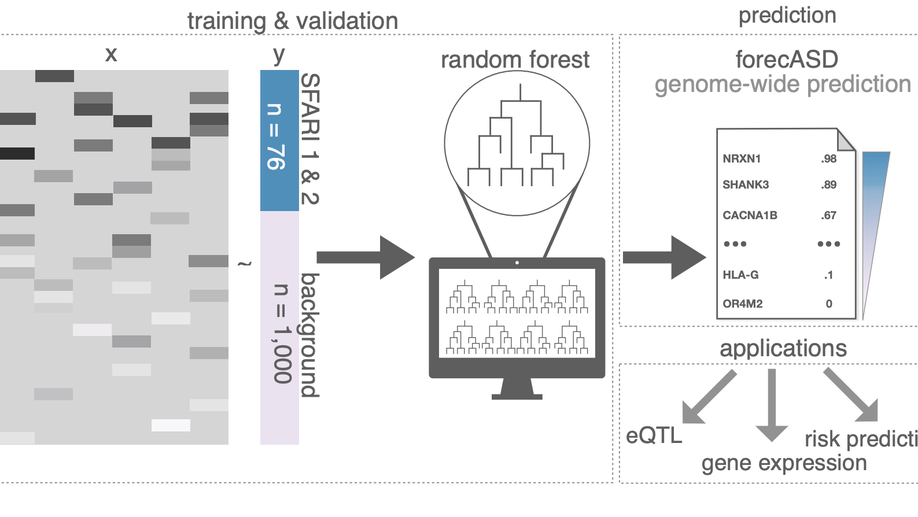 training & validation
prediction
x
y
random forest
forecASD
genome-wide prediction
SFARI 1 & 2
n = 76
~
background
n = 1,000
NRXN1 .98
SHANK3 .89
CACNA1B .67
••• •••
HLA-G .1
OR4M2 0
applications
eQTL
risk predicti
gene expression